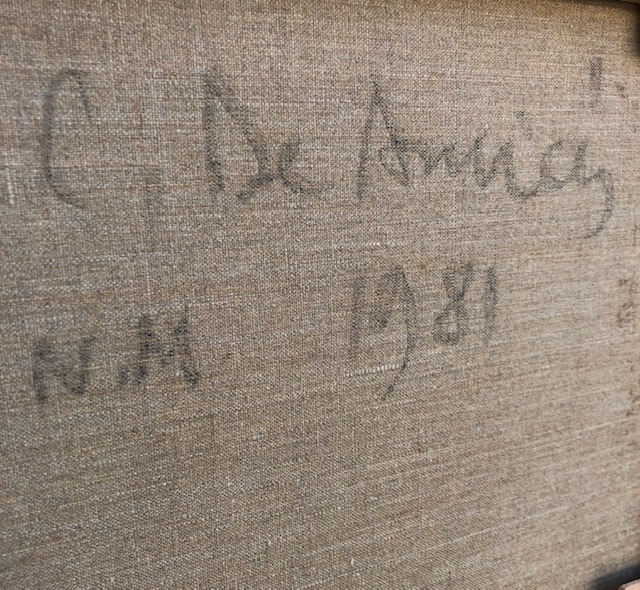 C. De Amicis
N.M 1981